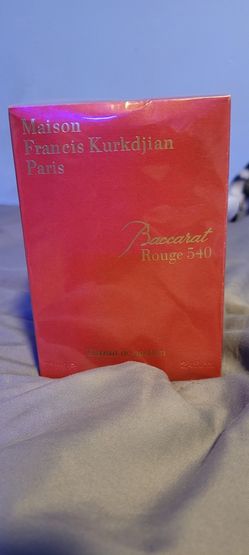 Maison
Francis Kurkdjian
Paris
Baccarat
Rouge 540